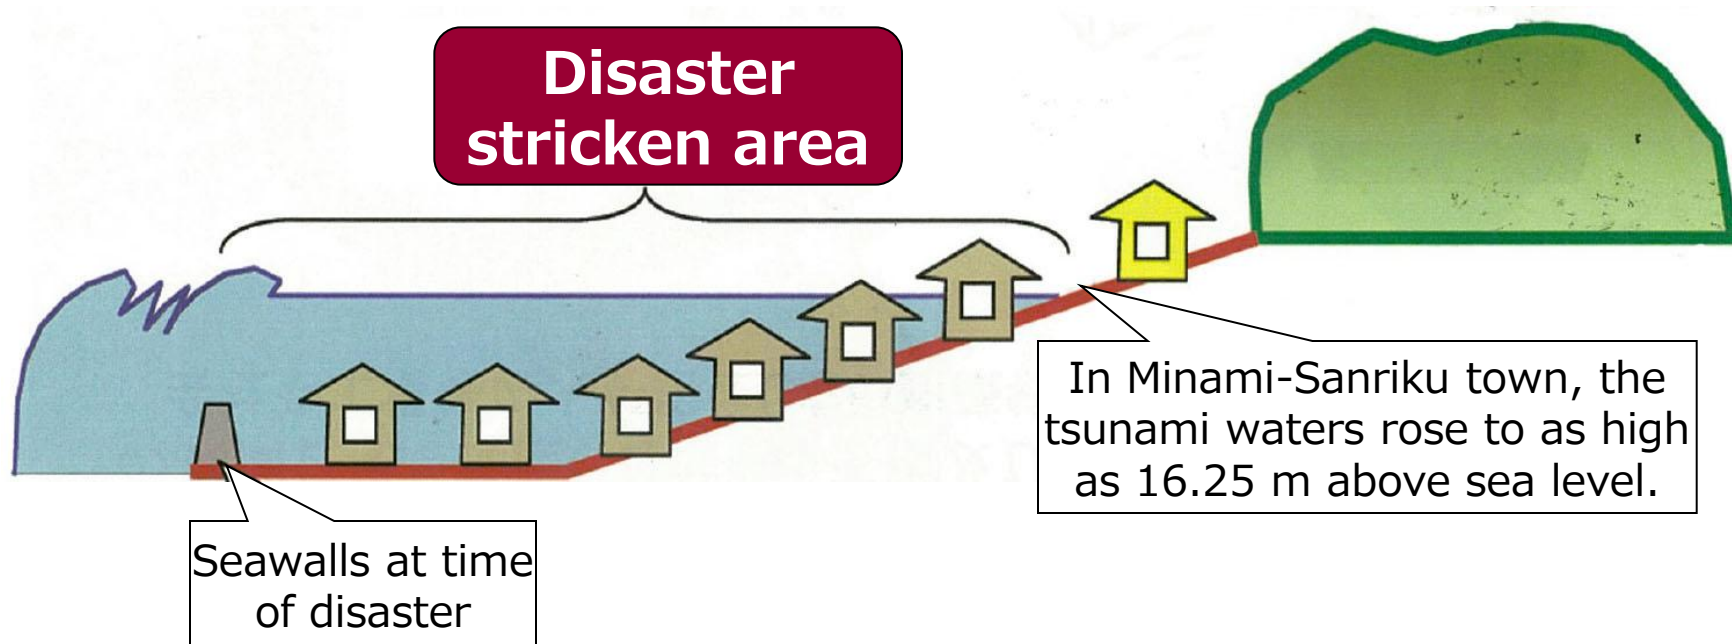 Disaster
stricken area
In Minami-Sanriku town, the
tsunami waters rose to as high
as 16.25 m above sea level.
Seawalls at time
of disaster